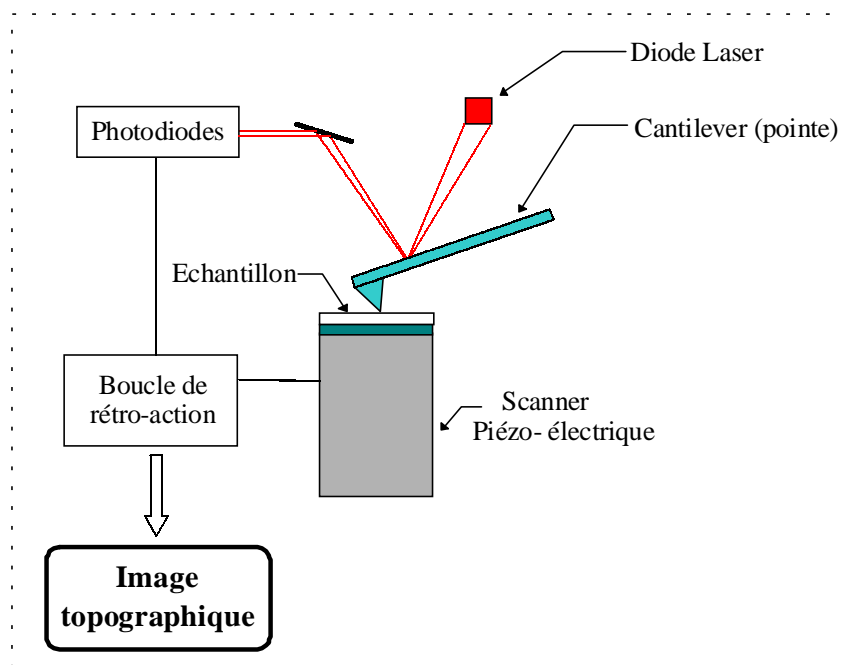 Diode Laser
Photodiodes
Cantilever (pointe)
Echantillon
Boucle de
rétro-action
Scanner
Piézo- électrique
Image
topographique